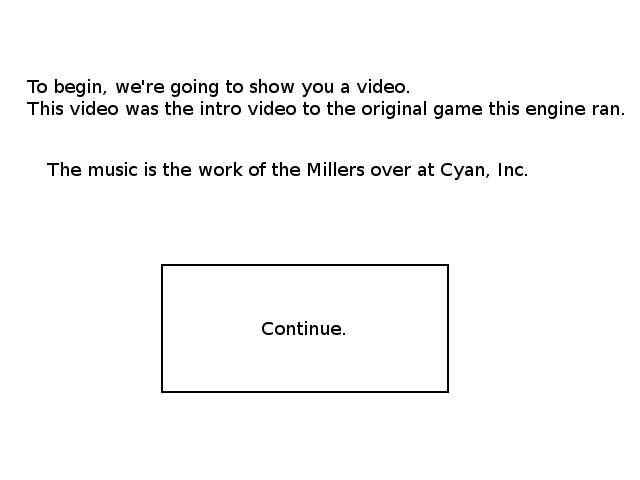 To begin, we're going to show you a video.
This video was the intro video to the original game this engine ran.
The music is the work of the Millers over at Cyan, Inc.
Continue.